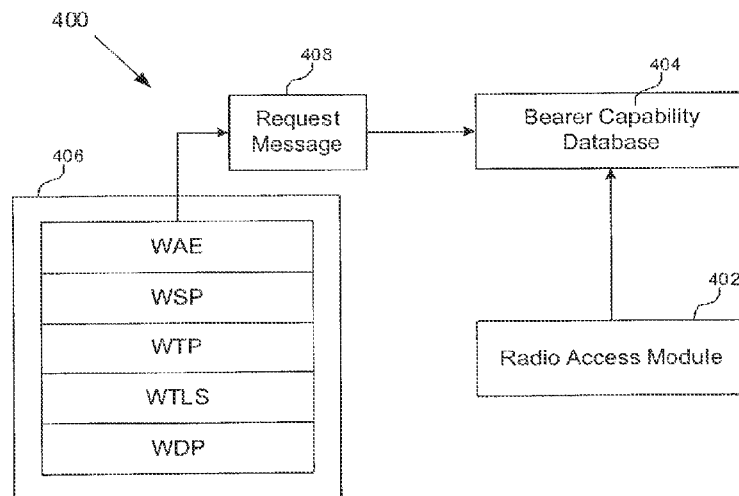 400
408
Request
Message
404
Bearer Capability
Database
406
WAE
WSP
WTP
WTLS
WDP
402
Radio Access Module